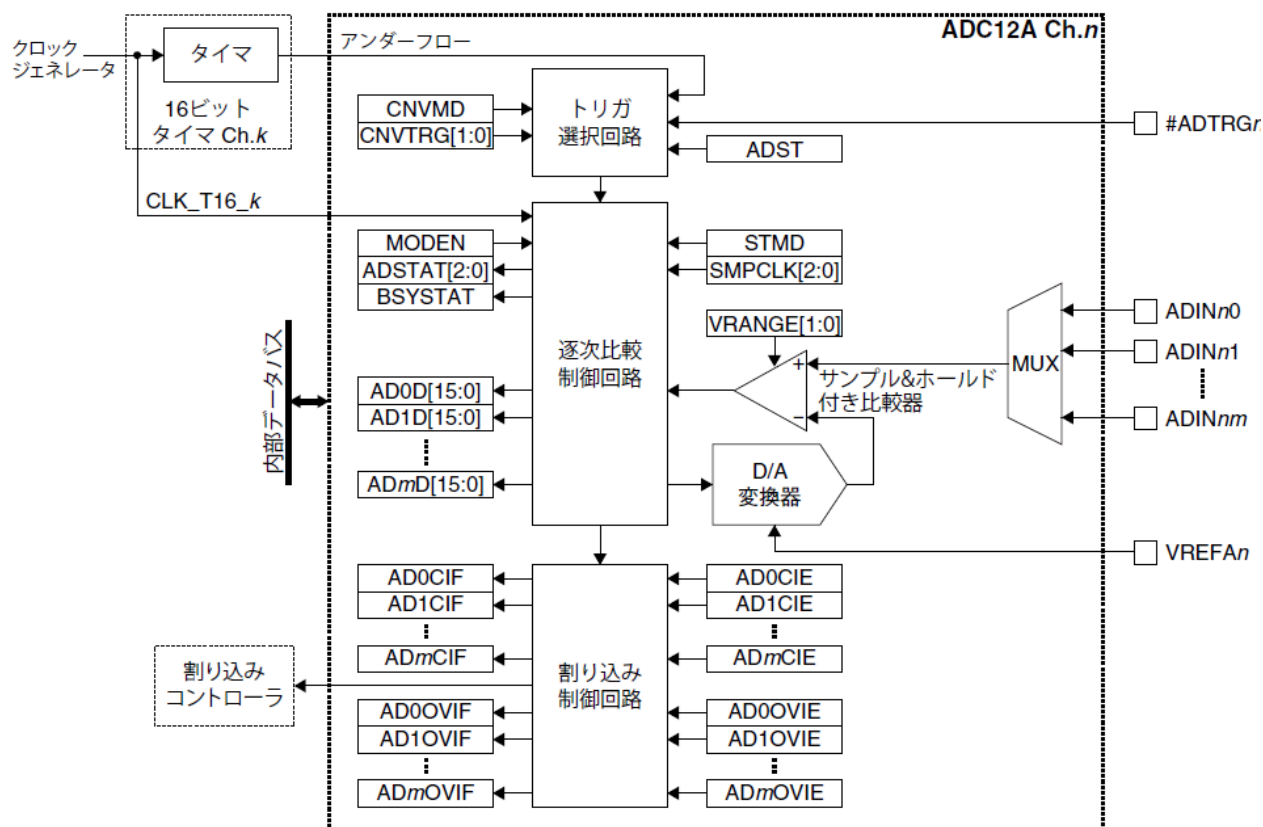 ADC12A Ch.n
クロック
ジェネレータ
タイマ
アンダーフロー
16ビット
タイマ Ch.k
CNVMD
CNVTRG[1:0]
トリガ
選択回路
#ADTRGn
ADST
CLK_T16_k
MODEN
ADSTAT[2:0]
BSYSTAT
STMD
SMPCLK[2:0]
VRANGE[1:0]
逐次比較
制御回路
内部データバス
AD0D[15:0]
AD1D[15:0]
ADmD[15:0]
+
−
サンプル&ホールド
付き比較器
MUX
ADINn0
ADINn1
ADINnm
D/A
変換器
VREFAn
AD0CIF
AD1CIF
ADmCIF
AD0CIE
AD1CIE
ADmCIE
割り込み
コントローラ
割り込み
制御回路
AD0OVIF
AD1OVIF
ADmOVIF
AD0OVIE
AD1OVIE
ADmOVIE